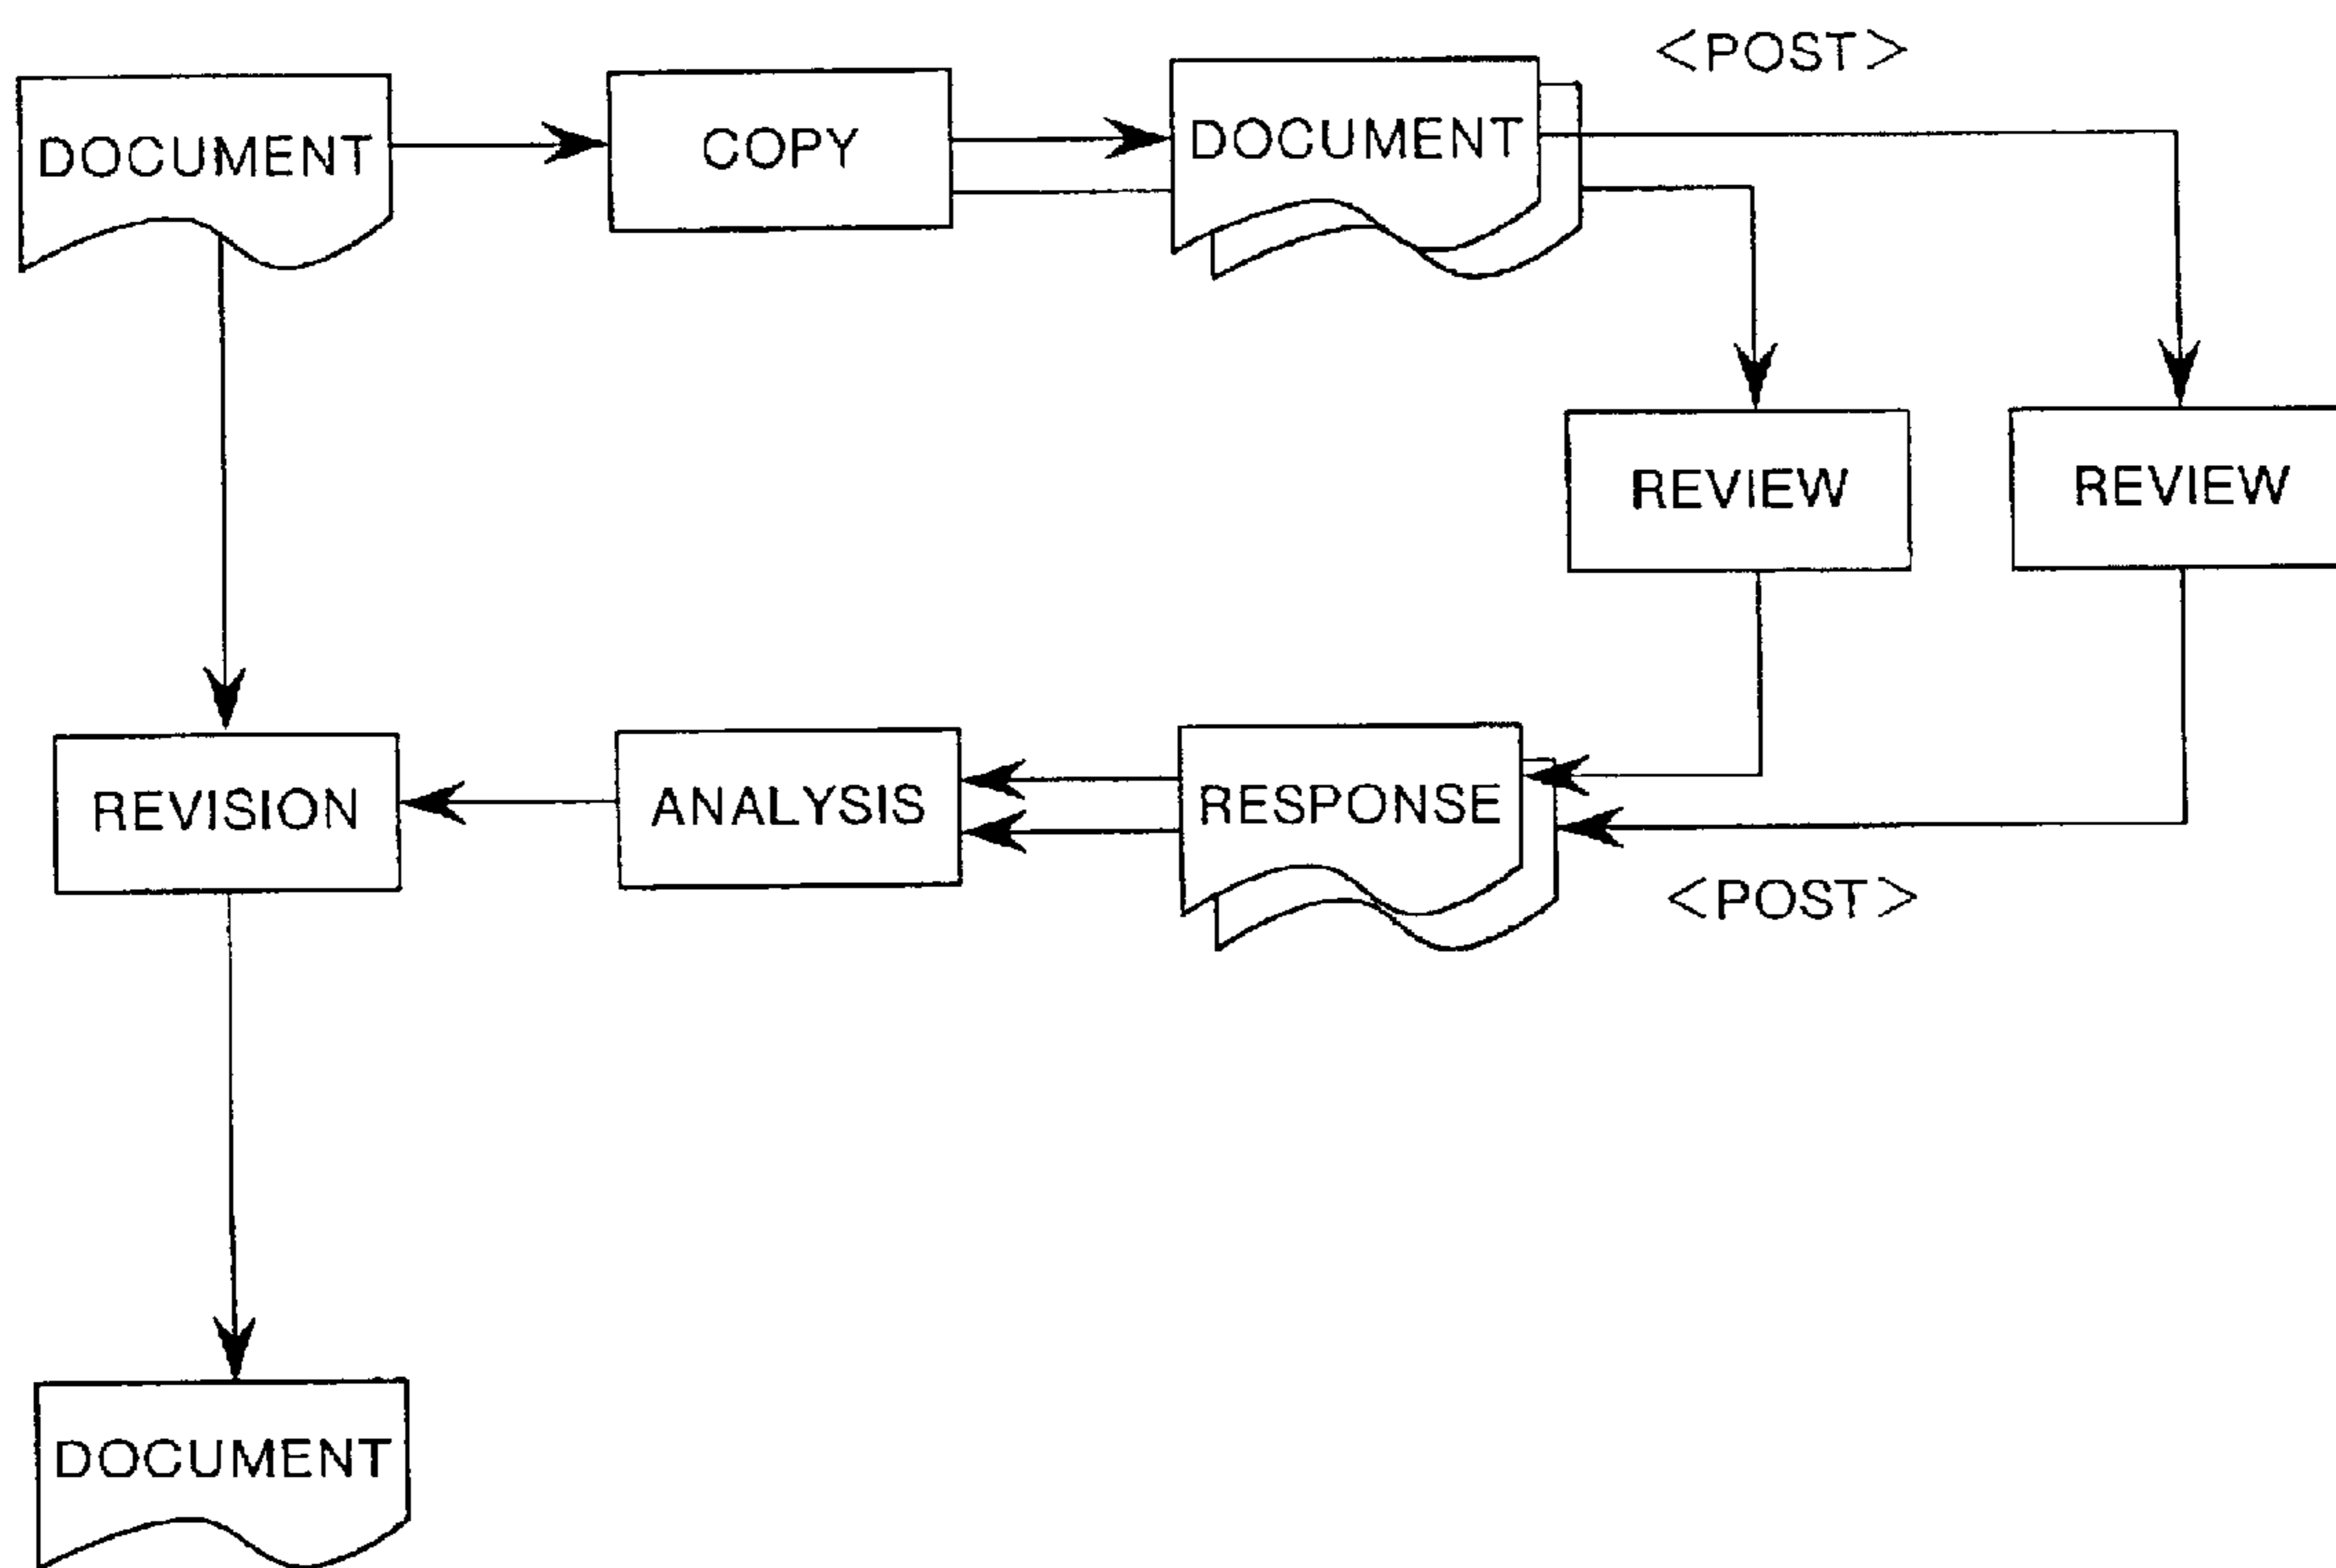 <POST>
DOCUMENT
COPY
DOCUMENT
REVIEW
REVIEW
REVISION
ANALYSIS
RESPONSE
<POST>
DOCUMENT